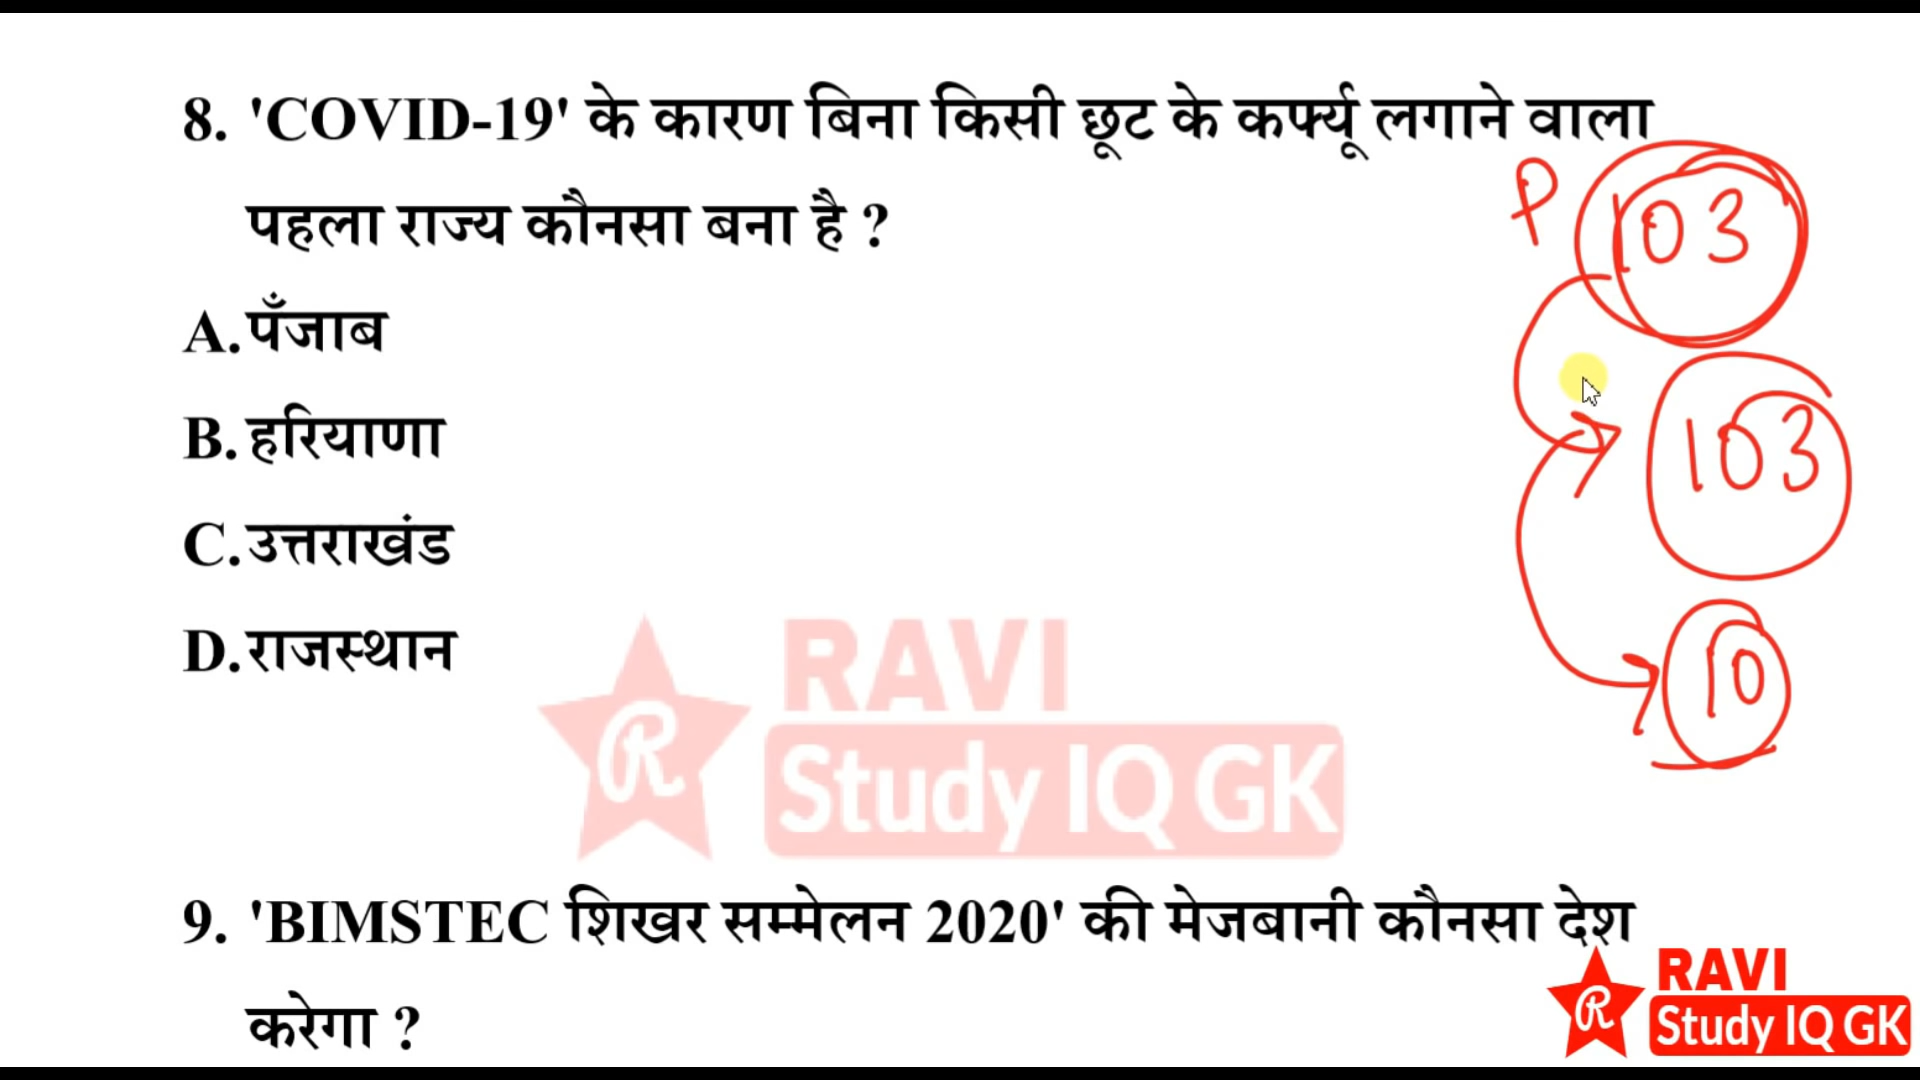 8. 'COVID-19' के कारण बिना किसी छूट के कर्फ्यू लगाने वाला
पहला राज्य कौनसा बना है ?
A. पँजाब
B. हरियाणा
C. उत्तराखंड
D. राजस्थान
P 103
103
10
R RAVI
Study IQ GK
9. 'BIMSTEC शिखर सम्मेलन 2020' की मेजबानी कौनसा देश
करेगा ?
R RAVI
Study IQ GK